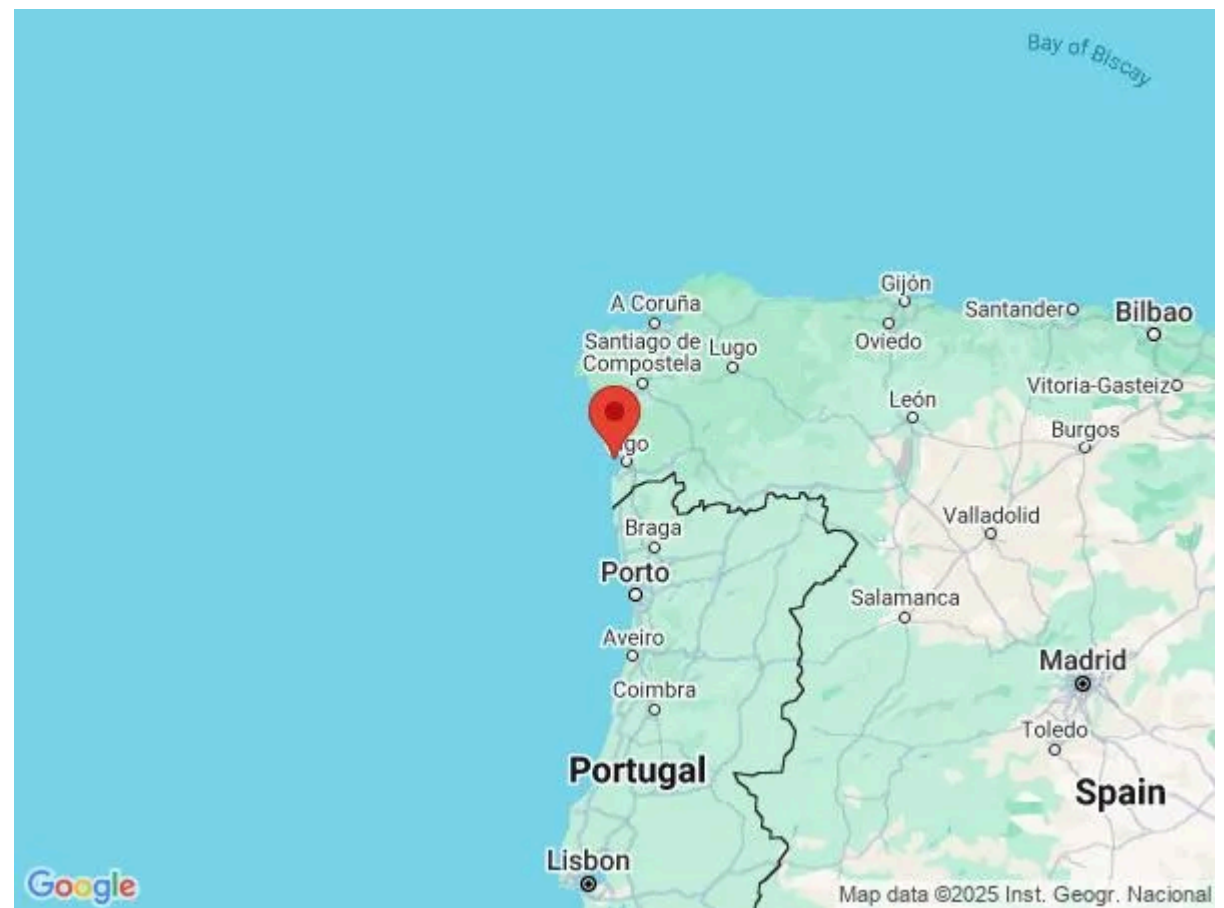 Bay of Biscay
Gijón
A Coruña
Santander
Bilbao
Santiago de
Compostela
Lugo
Oviedo
Vitoria-Gasteiz
León
Burgos
Valladolid
Braga
Porto
Salamanca
Aveiro
Madrid
Coimbra
Toledo
Portugal
Spain
Lisbon
Google
Map data ©2025 Inst. Geogr. Nacional